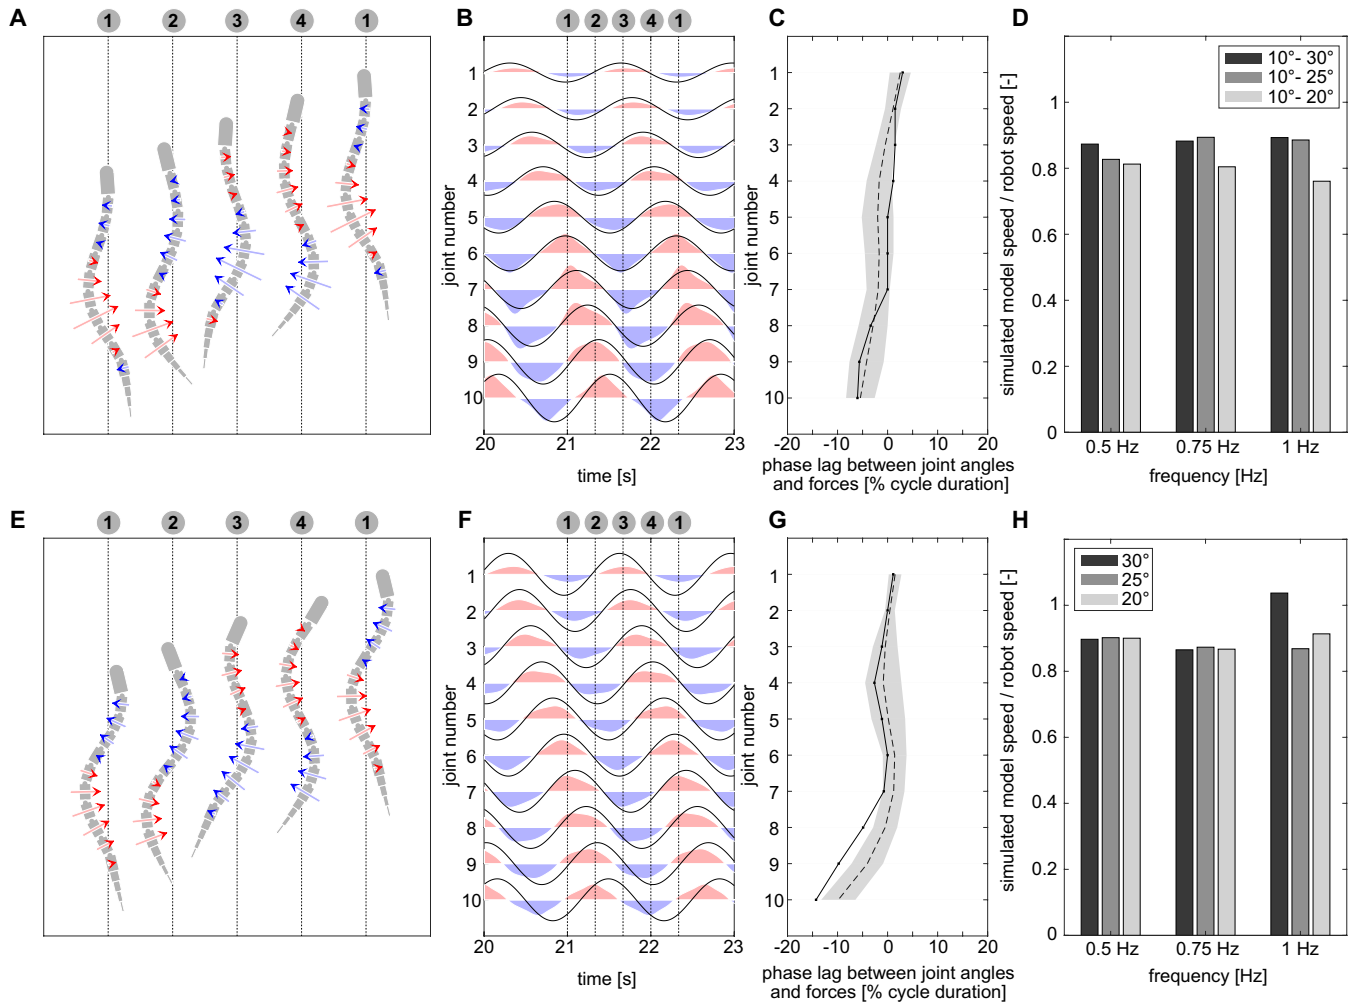 A
1 2 3 4 1
B
1 2 3 4 1
joint number
1
2
3
4
5
6
7
8
9
10
20 21 22 23
time [s]
C
joint number
1
2
3
4
5
6
7
8
9
10
-20 -10 0 10 20
phase lag between joint angles
and forces [% cycle duration]
D
simulated model speed / robot speed [-]
10°- 30°
10°- 25°
10°- 20°
1
0.8
0.6
0.4
0.2
0
0.5 Hz 0.75 Hz 1 Hz
frequency [Hz]
E
1 2 3 4 1
F
1 2 3 4 1
joint number
1
2
3
4
5
6
7
8
9
10
20 21 22 23
time [s]
G
joint number
1
2
3
4
5
6
7
8
9
10
-20 -10 0 10 20
phase lag between joint angles
and forces [% cycle duration]
H
simulated model speed / robot speed [-]
30°
25°
20°
1
0.8
0.6
0.4
0.2
0
0.5 Hz 0.75 Hz 1 Hz
frequency [Hz]